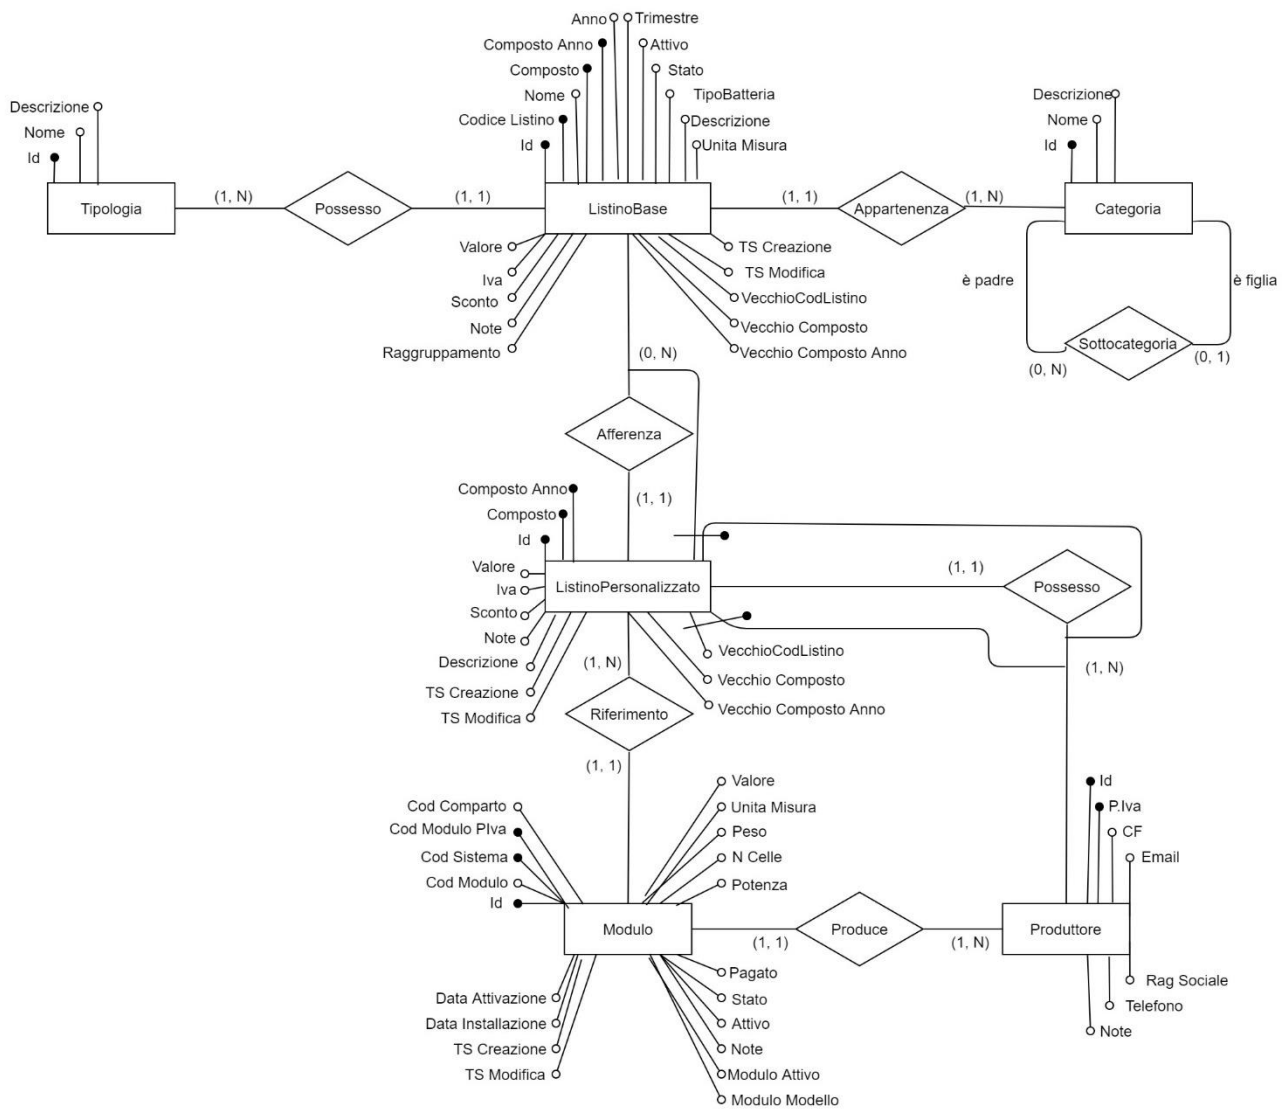 Anno
Trimestre
Composto Anno
Attivo
Composto
Stato
Nome
TipoBatteria
Codice Listino
Descrizione
Id
Unita Misura
Descrizione
Nome
Id
Descrizione
Nome
Id
Tipologia
(1, N)
Possesso
(1, 1)
ListinoBase
(1, 1)
Appartenenza
(1, N)
Categoria
Valore
Iva
Sconto
Note
Raggruppamento
TS Creazione
TS Modifica
VecchioCodListino
Vecchio Composto
Vecchio Composto Anno
è padre
è figlia
Sottocategoria
(0, N)
(0, 1)
(0, N)
Afferenza
(1, 1)
Composto Anno
Composto
Id
Valore
Iva
Sconto
Note
Descrizione
TS Creazione
TS Modifica
ListinoPersonalizzato
(1, 1)
Possesso
(1, N)
VecchioCodListino
Vecchio Composto
Vecchio Composto Anno
(1, N)
Riferimento
(1, 1)
Cod Comparto
Cod Modulo PIva
Cod Sistema
Cod Modulo
Id
Valore
Unita Misura
Peso
N Celle
Potenza
Modulo
(1, 1)
Produce
(1, N)
Produttore
Id
P.Iva
CF
Email
Rag Sociale
Telefono
Note
Data Attivazione
Data Installazione
TS Creazione
TS Modifica
Pagato
Stato
Attivo
Note
Modulo Attivo
Modulo Modello